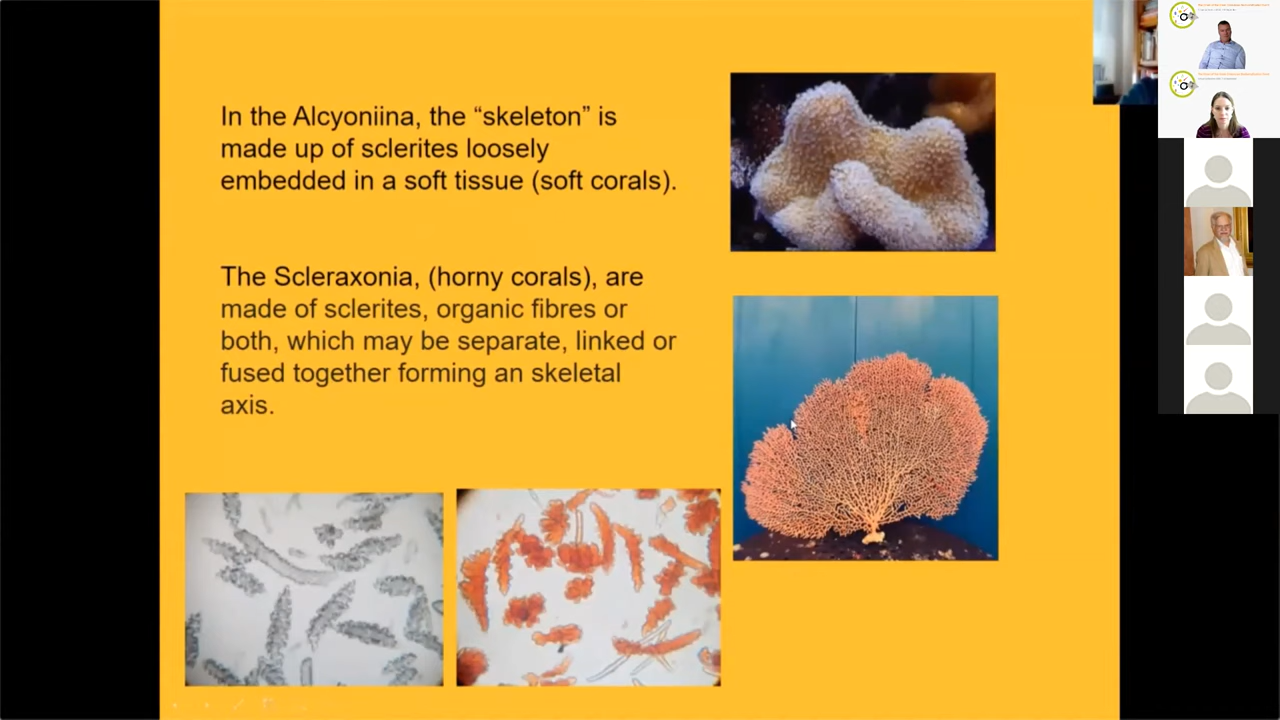 In the Alcyoniina, the “skeleton” is
made up of sclerites loosely
embedded in a soft tissue (soft corals).
The Scleraxonia, (horny corals), are
made of sclerites, organic fibres or
both, which may be separate, linked or
fused together forming an skeletal
axis.